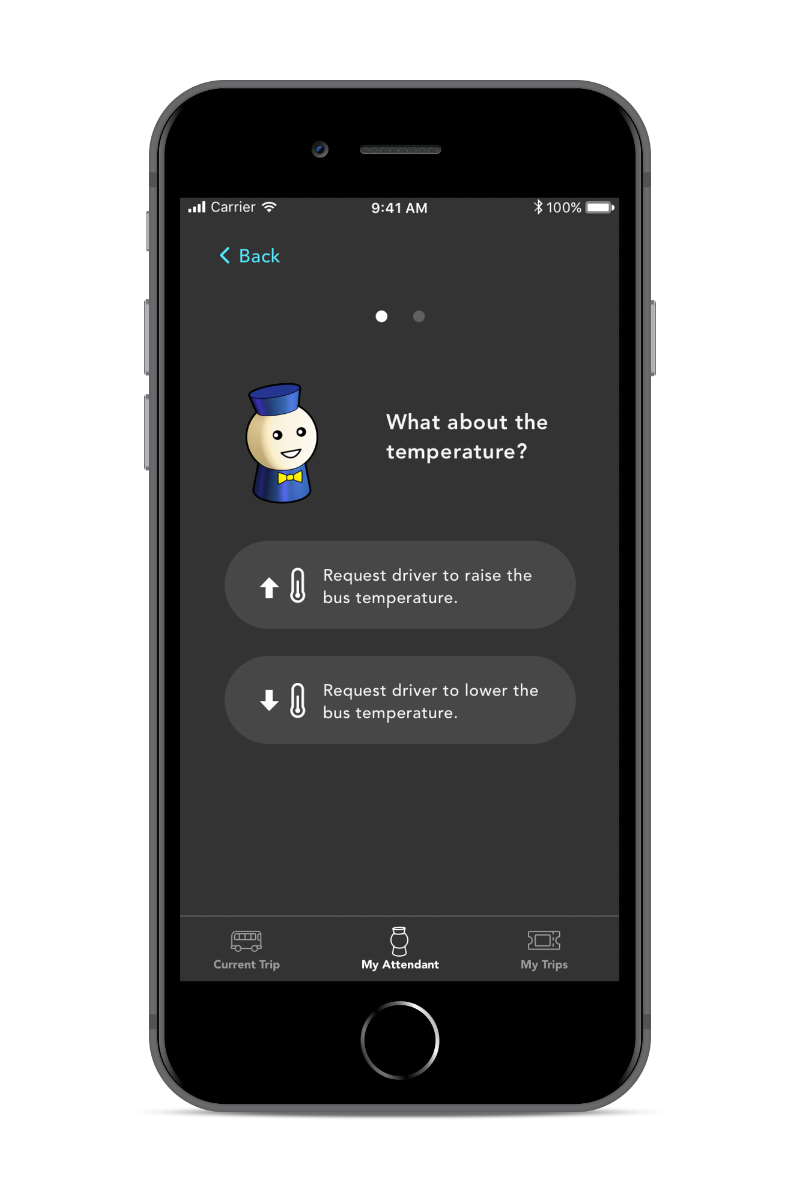 Carrier 9:41 AM 100%
Back
What about the
temperature?
Request driver to raise the
bus temperature.
Request driver to lower the
bus temperature.
Current Trip My Attendant My Trips